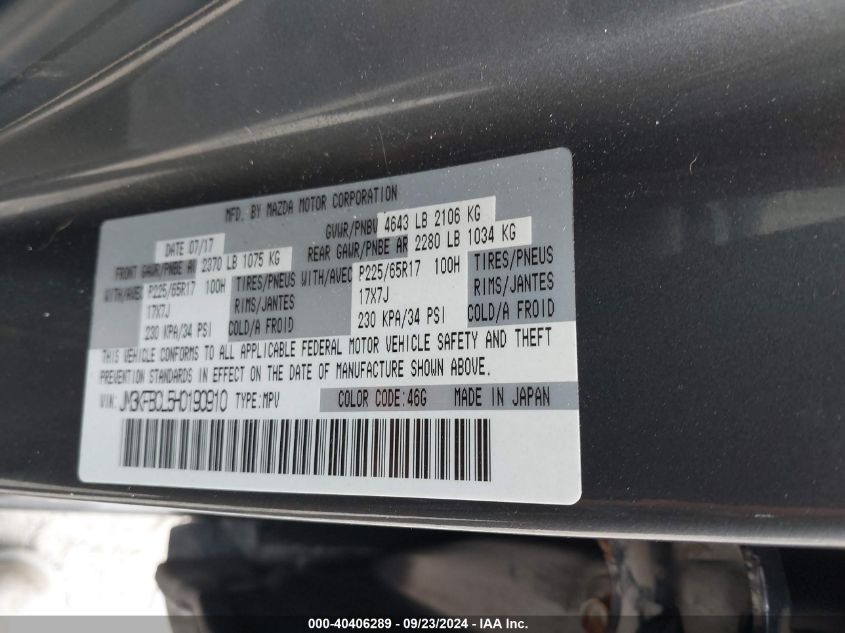 MFD. BY MAZDA MOTOR CORPORATION
DATE 07/17 GVWR/PNBV 4643 LB 2106 KG
FRONT GAWR/PNBE AV 2370 LB 1075 KG REAR GAWR/PNBE AR 2280 LB 1034 KG
WITH/AVEC P225/65R17 100H TIRES/PNEUS WITH/AVEC P225/65R17 100H TIRES/PNEUS
17X7J RIMS/JANTES 17X7J RIMS/JANTES
230 KPA/34 PSI COLD/A FROID 230 KPA/34 PSI COLD/A FROID
THIS VEHICLE CONFORMS TO ALL APPLICABLE FEDERAL MOTOR VEHICLE SAFETY AND THEFT
PREVENTION STANDARDS IN EFFECT ON THE DATE OF MANUFACTURE SHOWN ABOVE.
VIN: JM3KFBCL5H0190910 TYPE:MPV COLOR CODE:46G MADE IN JAPAN
000-40406289 - 09/23/2024 - IAA Inc.